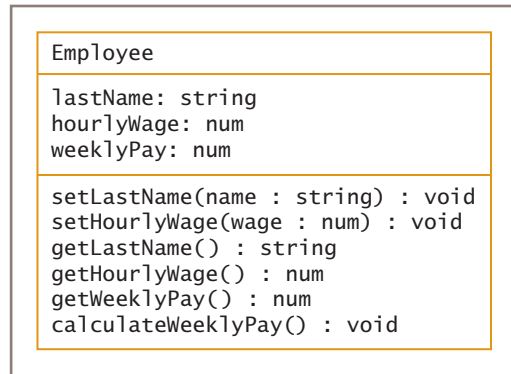 Employee
lastName: string
hourlyWage: num
weeklyPay: num
setLastName(name : string) : void
setHourlyWage(wage : num) : void
getLastName() : string
getHourlyWage() : num
getWeeklyPay() : num
calculateWeeklyPay() : void